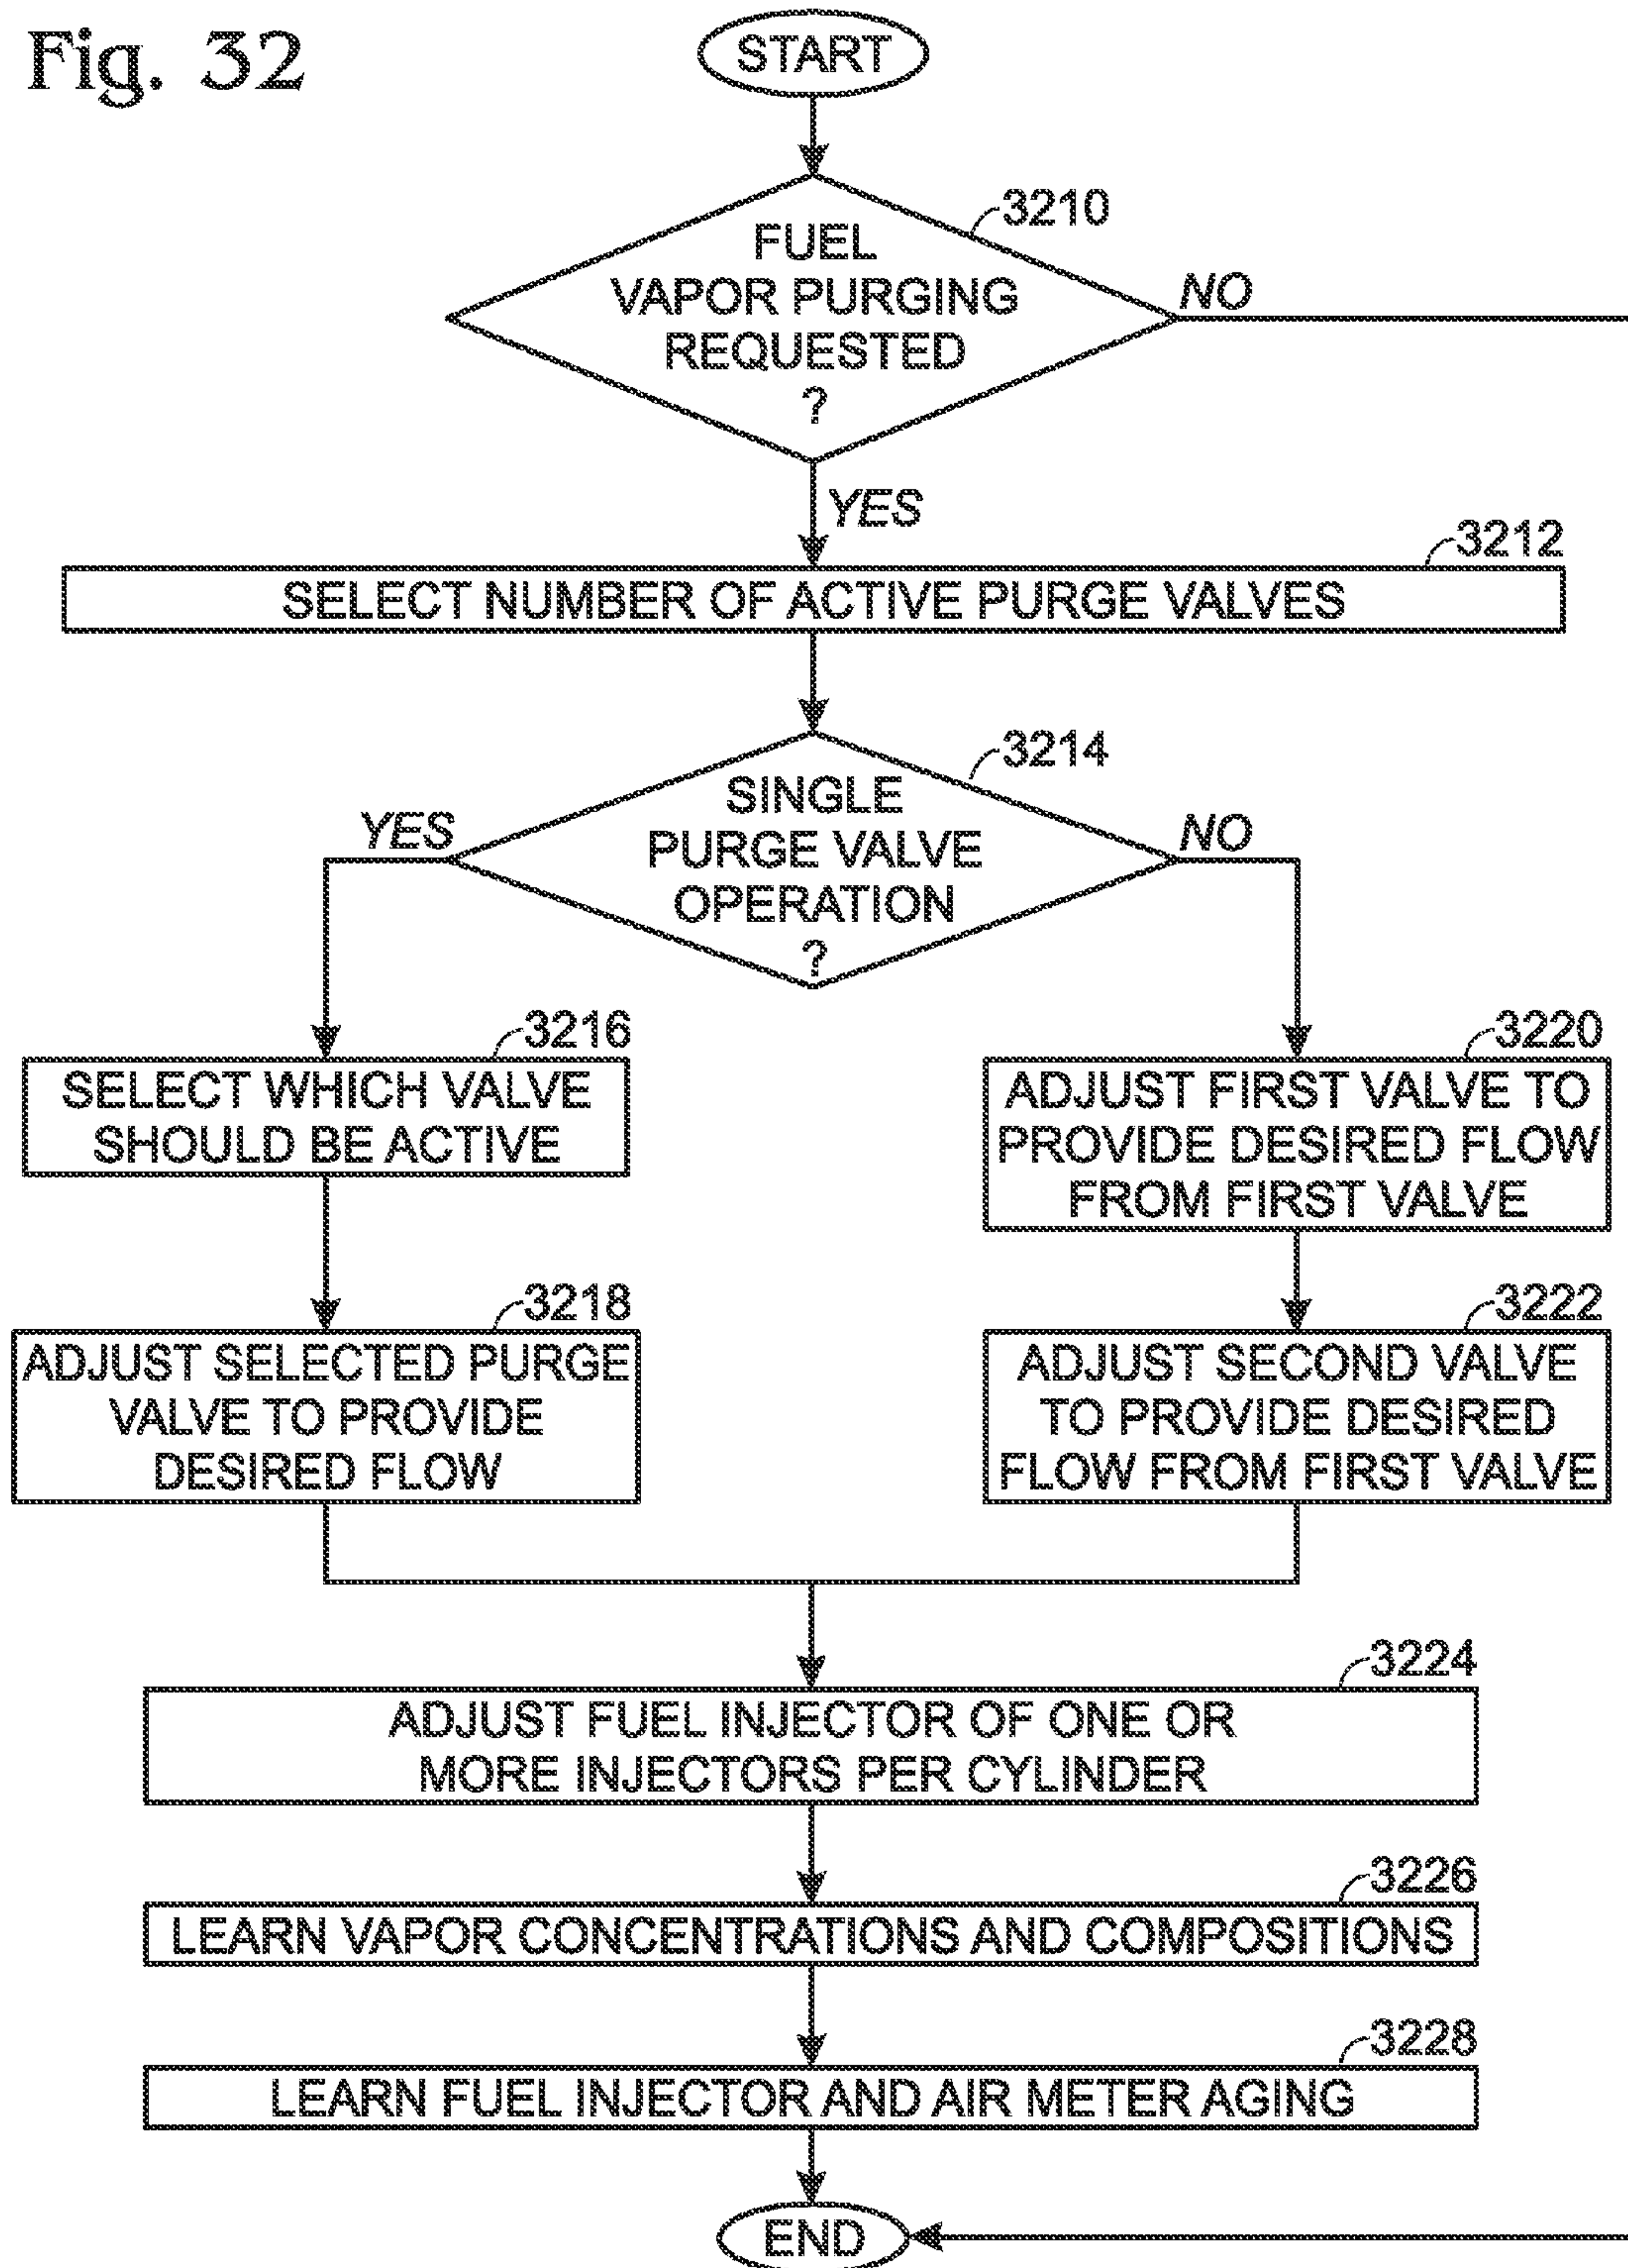 Fig. 32
START
3210
FUEL
VAPOR PURGING
REQUESTED
?
NO
YES
3212
SELECT NUMBER OF ACTIVE PURGE VALVES
3214
SINGLE
PURGE VALVE
OPERATION
?
YES
NO
3216
SELECT WHICH VALVE
SHOULD BE ACTIVE
3218
ADJUST SELECTED PURGE
VALVE TO PROVIDE
DESIRED FLOW
3220
ADJUST FIRST VALVE TO
PROVIDE DESIRED FLOW
FROM FIRST VALVE
3222
ADJUST SECOND VALVE
TO PROVIDE DESIRED
FLOW FROM FIRST VALVE
3224
ADJUST FUEL INJECTOR OF ONE OR
MORE INJECTORS PER CYLINDER
3226
LEARN VAPOR CONCENTRATIONS AND COMPOSITIONS
3228
LEARN FUEL INJECTOR AND AIR METER AGING
END